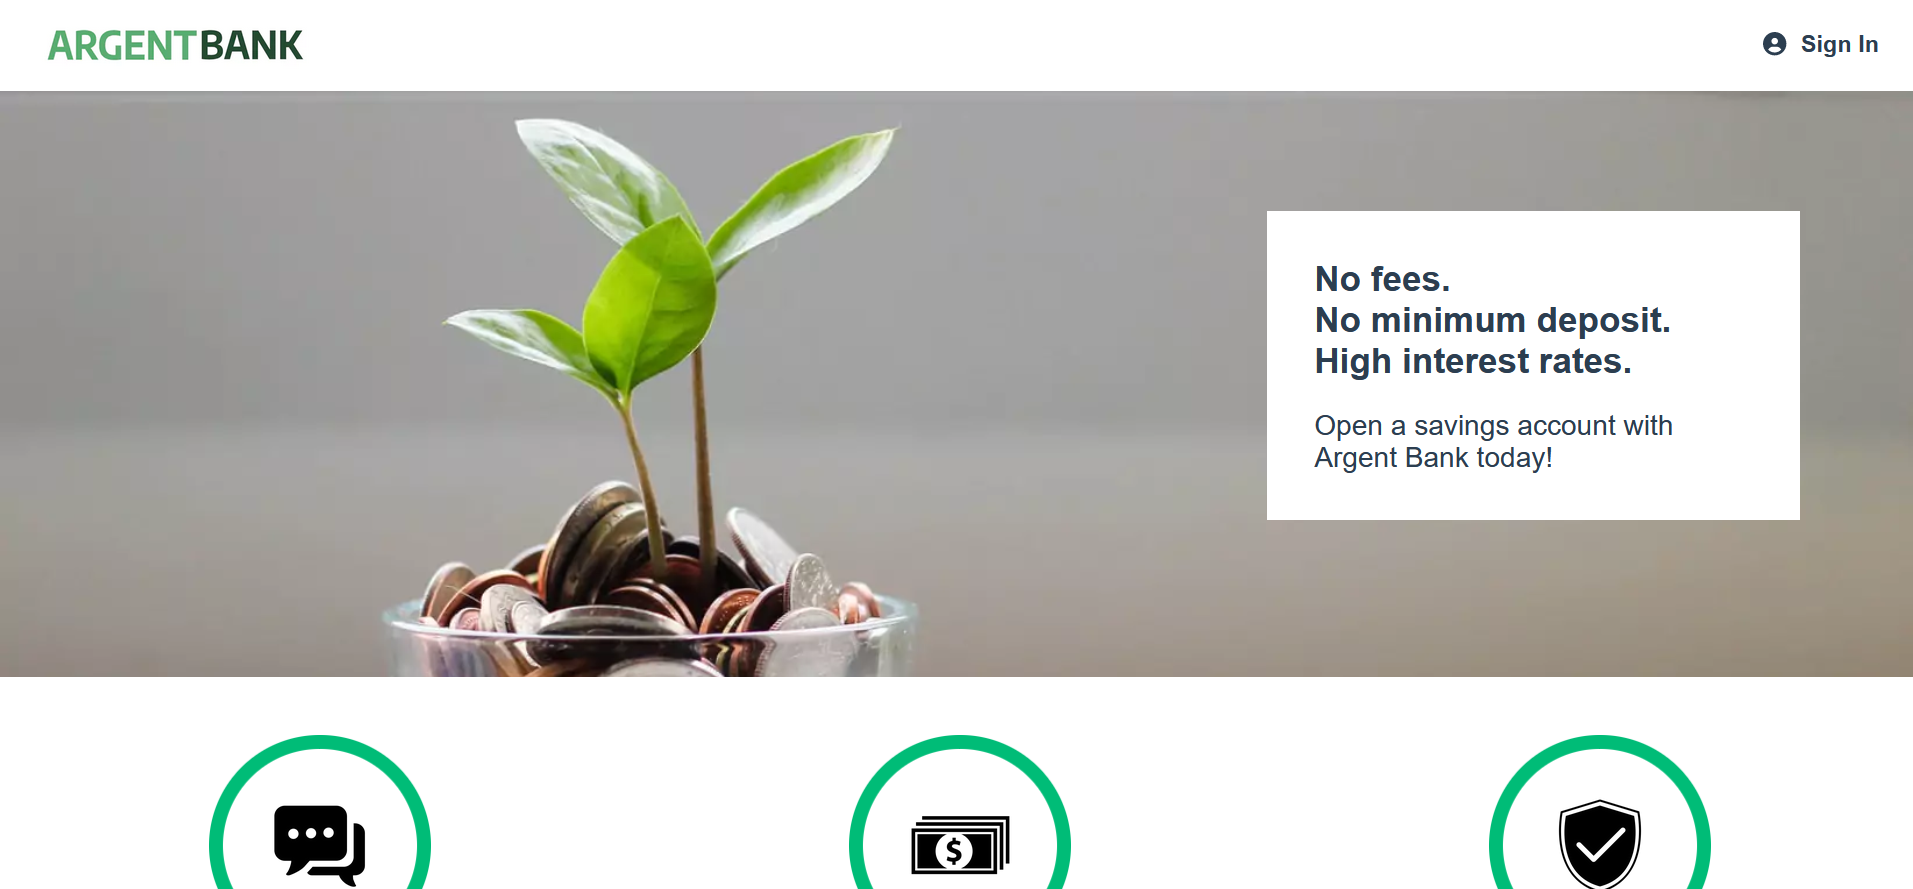 ARGENTBANK
Sign In
No fees.
No minimum deposit.
High interest rates.
Open a savings account with
Argent Bank today!
$